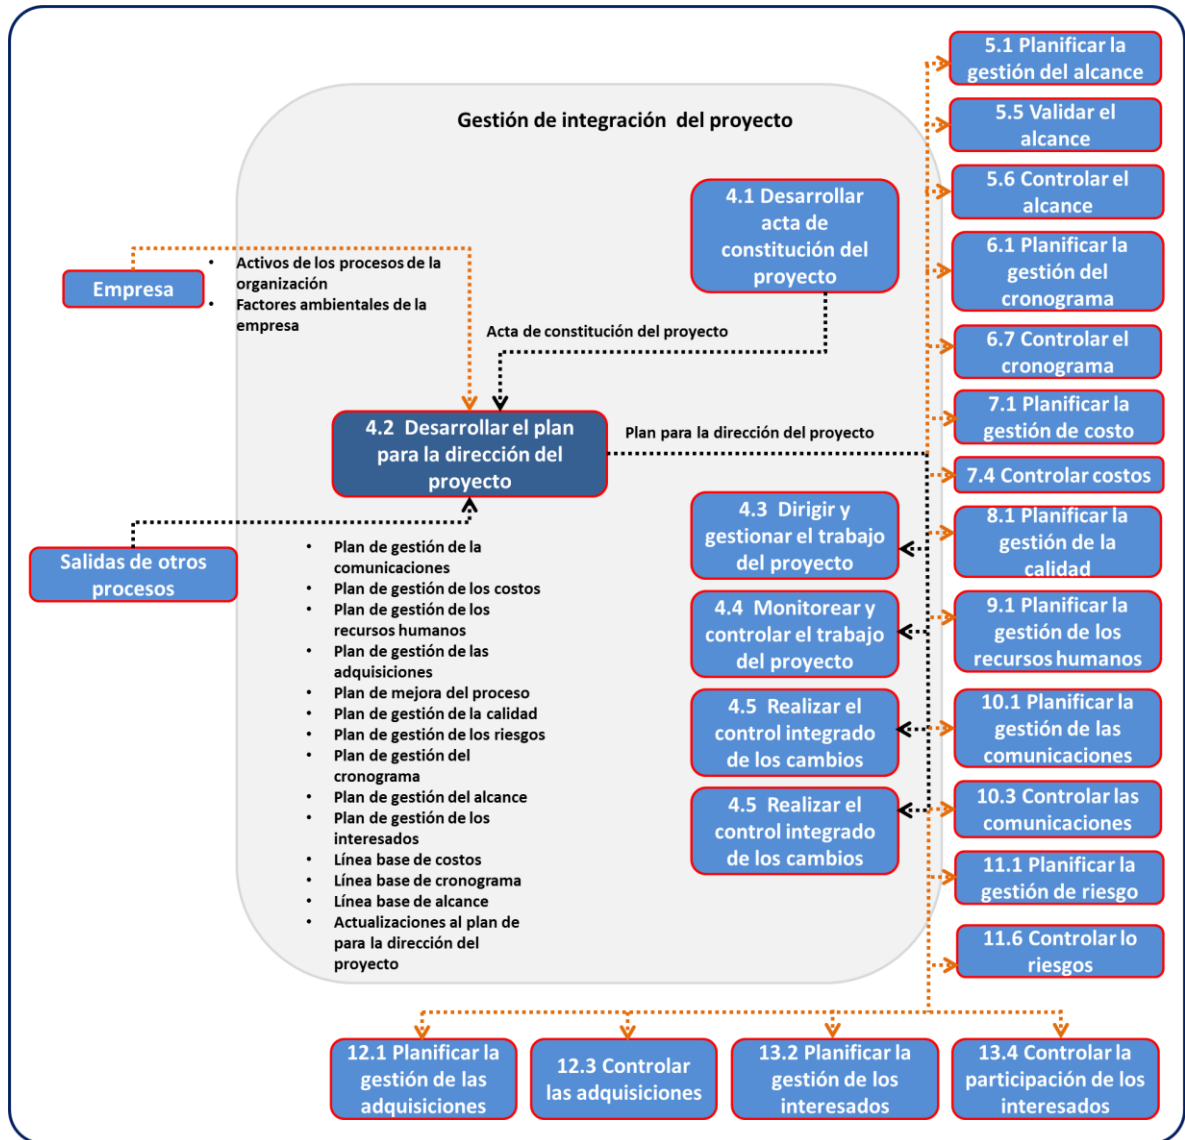 Gestión de integración del proyecto
Empresa
• Activos de los procesos de la
organización
• Factores ambientales de la
empresa
4.1 Desarrollar
acta de
constitución del
proyecto
Acta de constitución del proyecto
4.2 Desarrollar el plan
para la dirección del
proyecto
Plan para la dirección del proyecto
Salidas de otros
procesos
• Plan de gestión de la
comunicaciones
• Plan de gestión de los costos
• Plan de gestión de los
recursos humanos
• Plan de gestión de las
adquisiciones
• Plan de mejora del proceso
• Plan de gestión de la calidad
• Plan de gestión de los riesgos
• Plan de gestión del
cronograma
• Plan de gestión del alcance
• Plan de gestión de los
interesados
• Línea base de costos
• Línea base de cronograma
• Línea base de alcance
• Actualizaciones al plan de
para la dirección del
proyecto
4.3 Dirigir y
gestionar el trabajo
del proyecto
4.4 Monitorear y
controlar el trabajo
del proyecto
4.5 Realizar el
control integrado
de los cambios
4.5 Realizar el
control integrado
de los cambios
5.1 Planificar la
gestión del alcance
5.5 Validar el
alcance
5.6 Controlar el
alcance
6.1 Planificar la
gestión del
cronograma
6.7 Controlar el
cronograma
7.1 Planificar la
gestión de costo
7.4 Controlar costos
8.1 Planificar la
gestión de la
calidad
9.1 Planificar la
gestión de los
recursos humanos
10.1 Planificar la
gestión de las
comunicaciones
10.3 Controlar las
comunicaciones
11.1 Planificar la
gestión de riesgo
11.6 Controlar lo
riesgos
12.1 Planificar la
gestión de las
adquisiciones
12.3 Controlar
las adquisiciones
13.2 Planificar la
gestión de los
interesados
13.4 Controlar la
participación de los
interesados